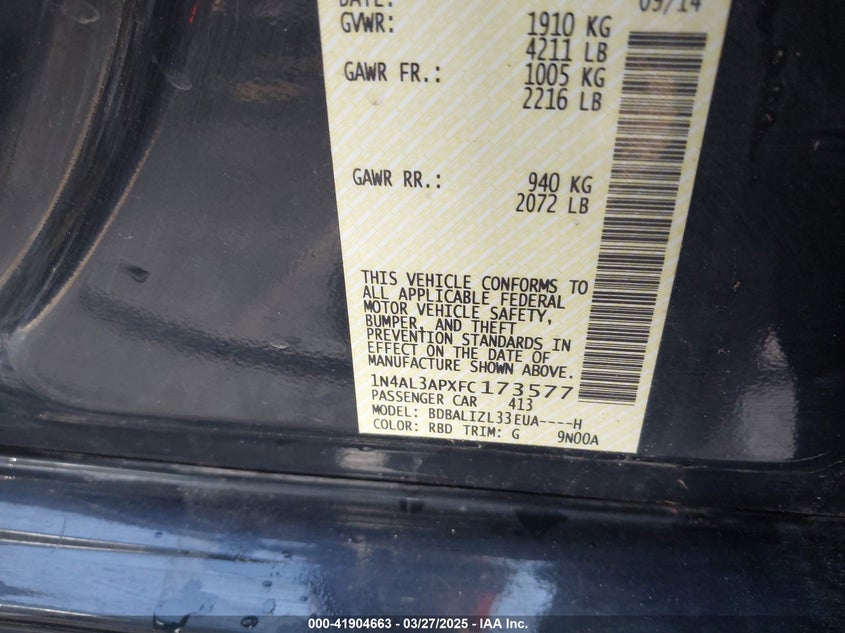 DATE: 09/14
GVWR: 1910 KG
4211 LB
GAWR FR.: 1005 KG
2216 LB
GAWR RR.: 940 KG
2072 LB
THIS VEHICLE CONFORMS TO
ALL APPLICABLE FEDERAL
MOTOR VEHICLE SAFETY,
BUMPER, AND THEFT
PREVENTION STANDARDS IN
EFFECT ON THE DATE OF
MANUFACTURE SHOWN ABOVE.
1N4AL3APXFC173577
PASSENGER CAR 413
MODEL: BDBALIZL33EUA----H
COLOR: RBD TRIM: G 9N00A
000-41904663 - 03/27/2025 - IAA Inc.